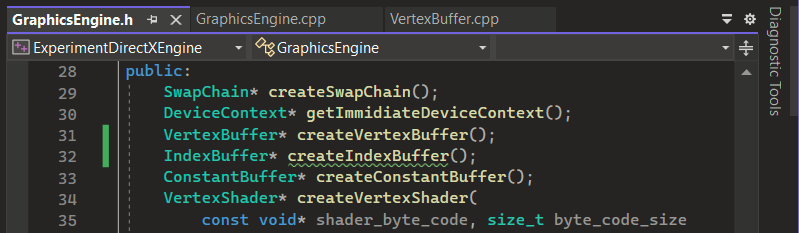 GraphicsEngine.h GraphicsEngine.cpp VertexBuffer.cpp
ExperimentDirectXEngine GraphicsEngine
28 public:
29 SwapChain* createSwapChain();
30 DeviceContext* getImmidiateDeviceContext();
31 VertexBuffer* createVertexBuffer();
32 IndexBuffer* createIndexBuffer();
33 ConstantBuffer* createConstantBuffer();
34 VertexShader* createVertexShader(
35 const void* shader_byte_code, size_t byte_code_size
Diagnostic Tools